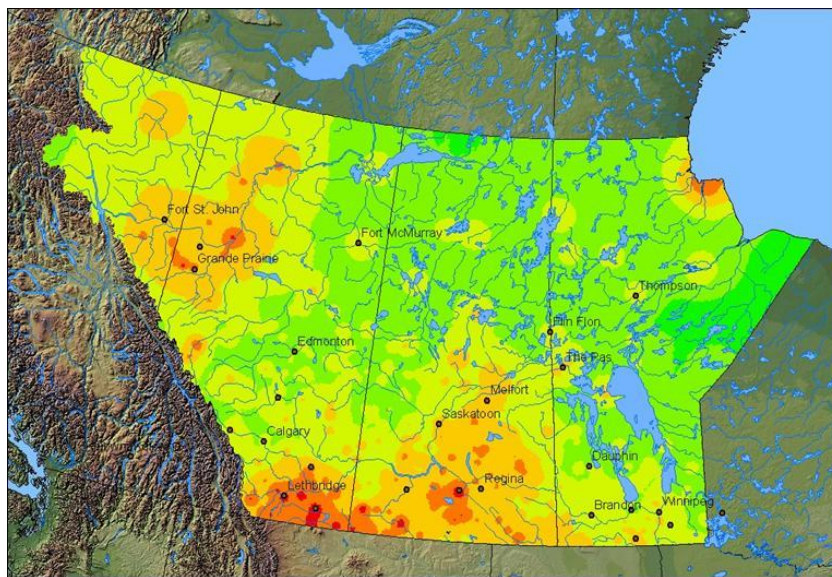 Fort St. John
Grande Prairie
Fort McMurray
Thompson
Flin Flon
Edmonton
The Pas
Melfort
Saskatoon
Calgary
Dauphin
Lethbridge
Regina
Brandon
Winnipeg